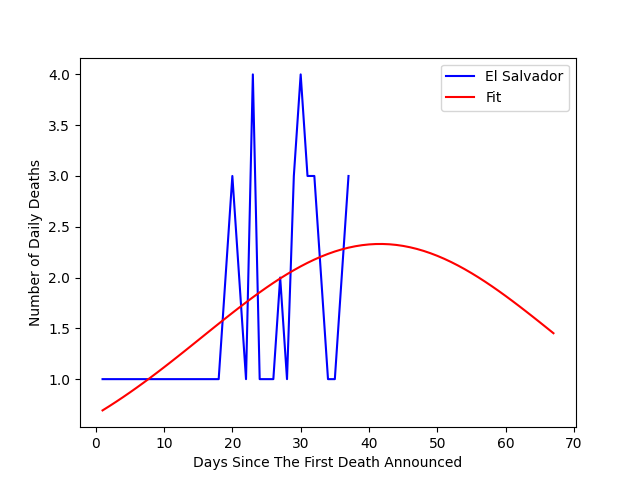 El Salvador
Fit
4.0
3.5
3.0
2.5
2.0
1.5
1.0
Number of Daily Deaths
0 10 20 30 40 50 60 70
Days Since The First Death Announced